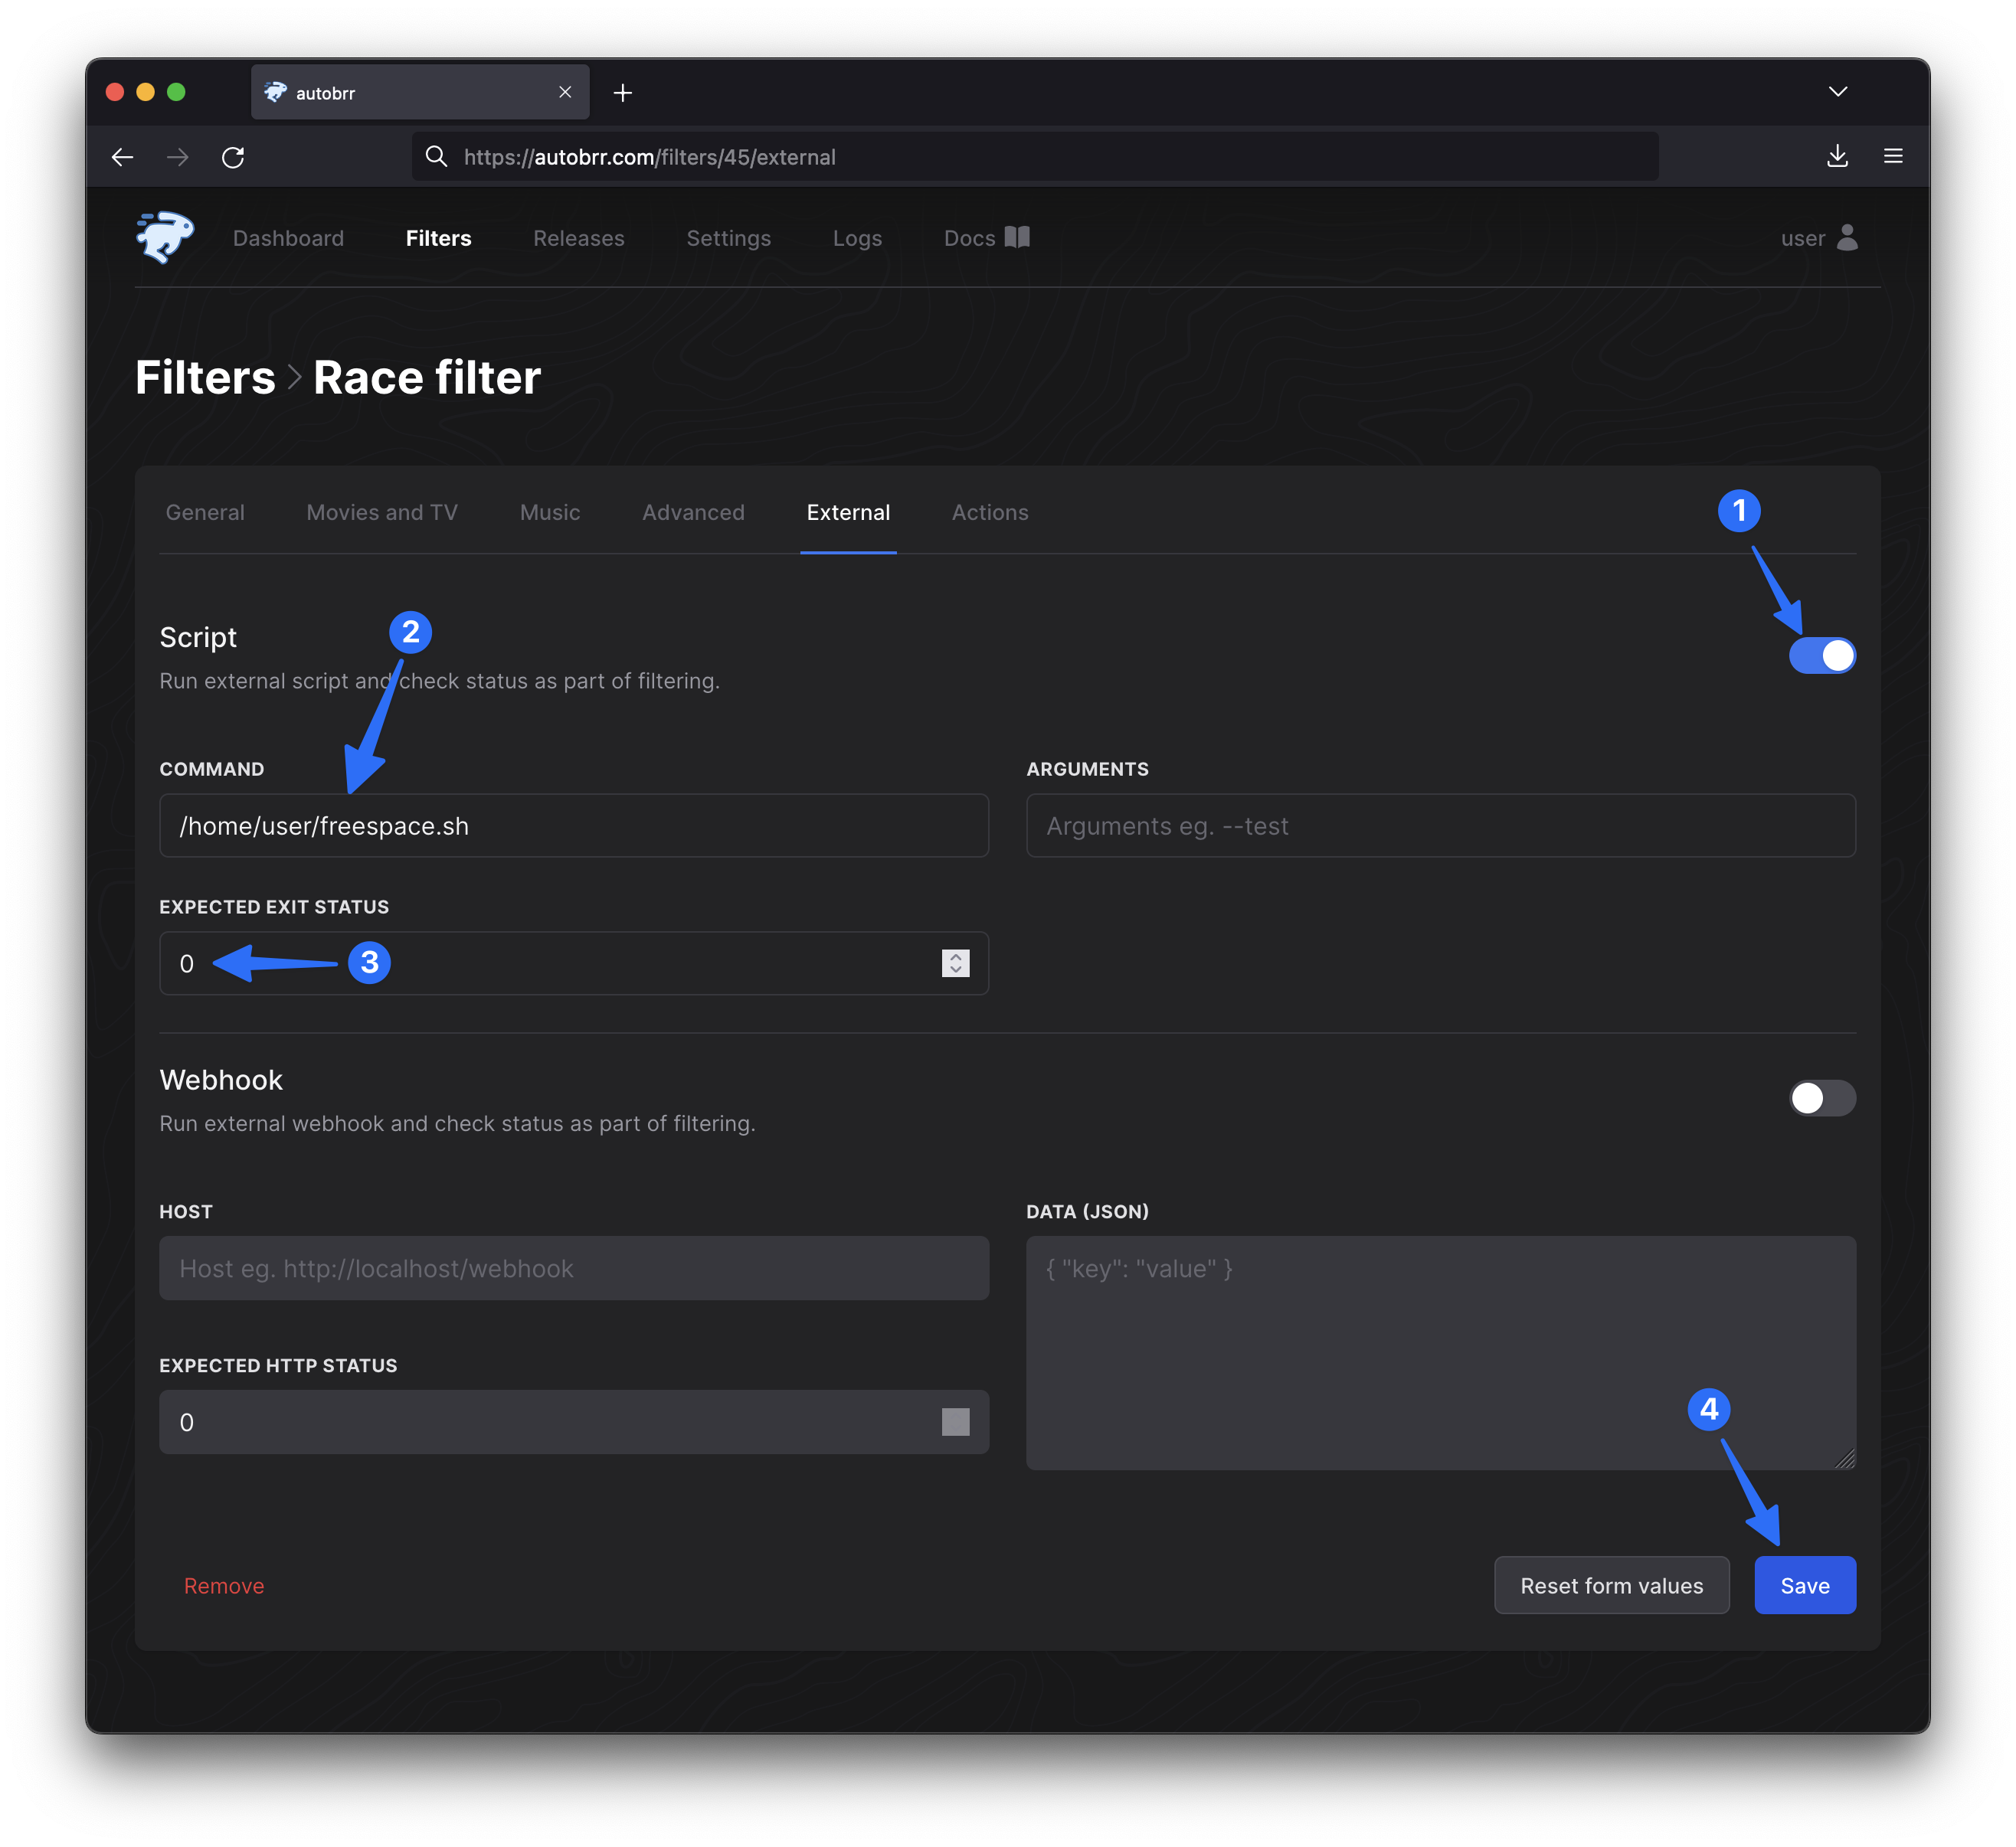 autobrr
https://autobrr.com/filters/45/external
Dashboard Filters Releases Settings Logs Docs user
Filters > Race filter
General Movies and TV Music Advanced External Actions
1
Script
2
Run external script and check status as part of filtering.
COMMAND
ARGUMENTS
/home/user/freespace.sh
Arguments eg. --test
EXPECTED EXIT STATUS
0
3
Webhook
Run external webhook and check status as part of filtering.
HOST
DATA (JSON)
Host eg. http://localhost/webhook
{ "key": "value" }
EXPECTED HTTP STATUS
0
4
Remove
Reset form values
Save